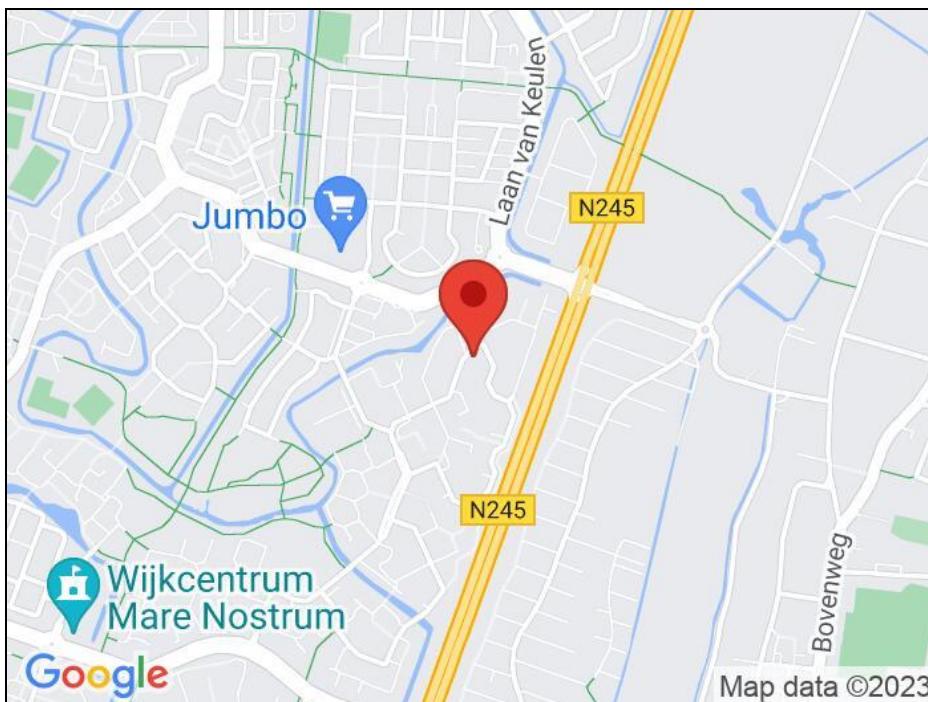 Laan van Keulen
N245
Jumbo
N245
Wijkcentrum
Mare Nostrum
Bovenweg
Google
Map data ©2023